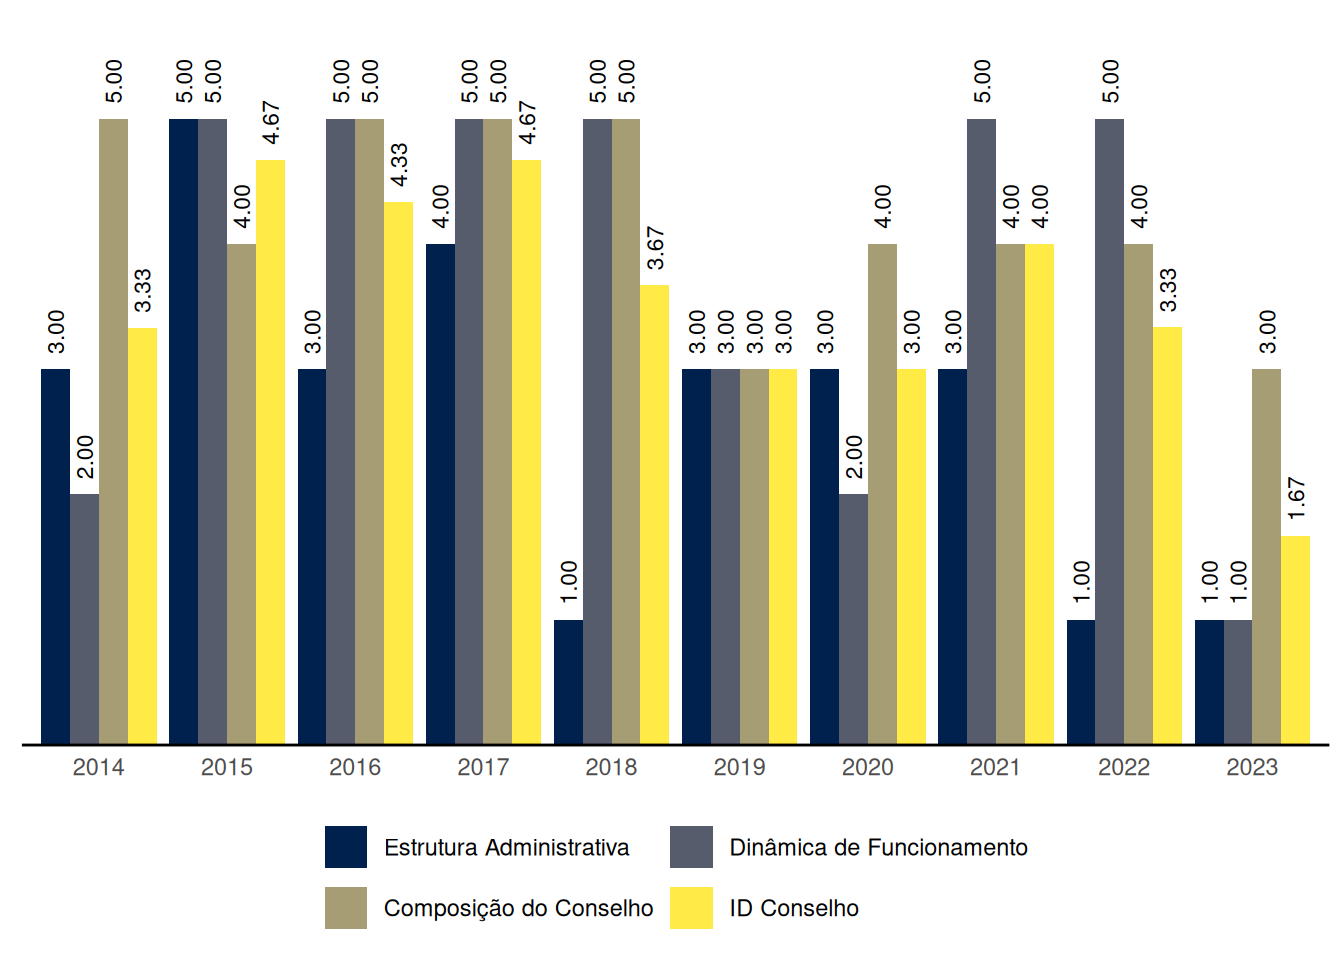 3.00 2.00 5.00 3.33 5.00 5.00 4.00 4.67 3.00 5.00 5.00 4.33 4.00 5.00 5.00 4.67 1.00 5.00 5.00 3.67 3.00 3.00 3.00 3.00 3.00 2.00 4.00 3.00 3.00 5.00 4.00 4.00 1.00 5.00 4.00 3.33 1.00 1.00 3.00 1.67
2014 2015 2016 2017 2018 2019 2020 2021 2022 2023
Estrutura Administrativa Dinâmica de Funcionamento
Composição do Conselho ID Conselho